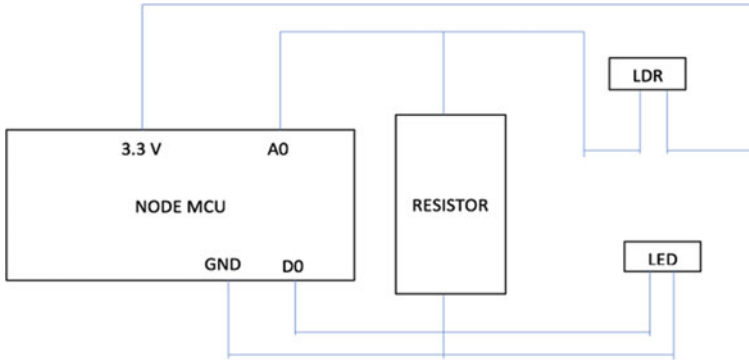 LDR
3.3 V
A0
NODE MCU
RESISTOR
GND
D0
LED